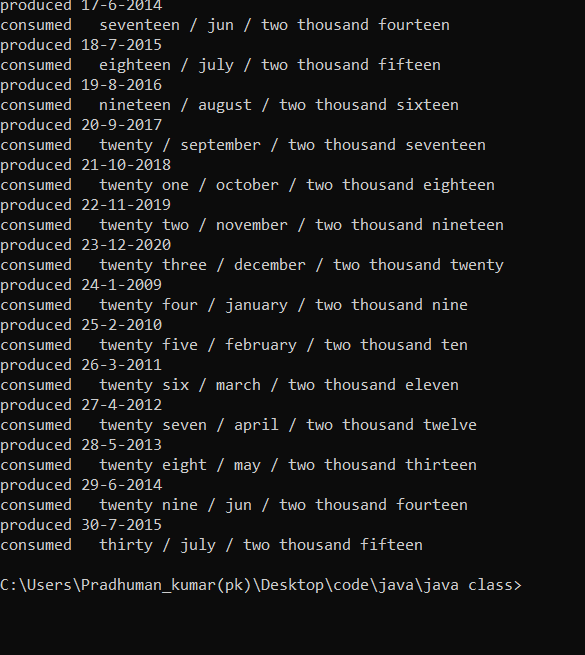 produced 17-6-2014
consumed   seventeen / jun / two thousand fourteen
produced 18-7-2015
consumed   eighteen / july / two thousand fifteen
produced 19-8-2016
consumed   nineteen / august / two thousand sixteen
produced 20-9-2017
consumed   twenty / september / two thousand seventeen
produced 21-10-2018
consumed   twenty one / october / two thousand eighteen
produced 22-11-2019
consumed   twenty two / november / two thousand nineteen
produced 23-12-2020
consumed   twenty three / december / two thousand twenty
produced 24-1-2009
consumed   twenty four / january / two thousand nine
produced 25-2-2010
consumed   twenty five / february / two thousand ten
produced 26-3-2011
consumed   twenty six / march / two thousand eleven
produced 27-4-2012
consumed   twenty seven / april / two thousand twelve
produced 28-5-2013
consumed   twenty eight / may / two thousand thirteen
produced 29-6-2014
consumed   twenty nine / jun / two thousand fourteen
produced 30-7-2015
consumed   thirty / july / two thousand fifteen
C:\Users\Pradhuman_kumar(pk)\Desktop\code\java\java class>